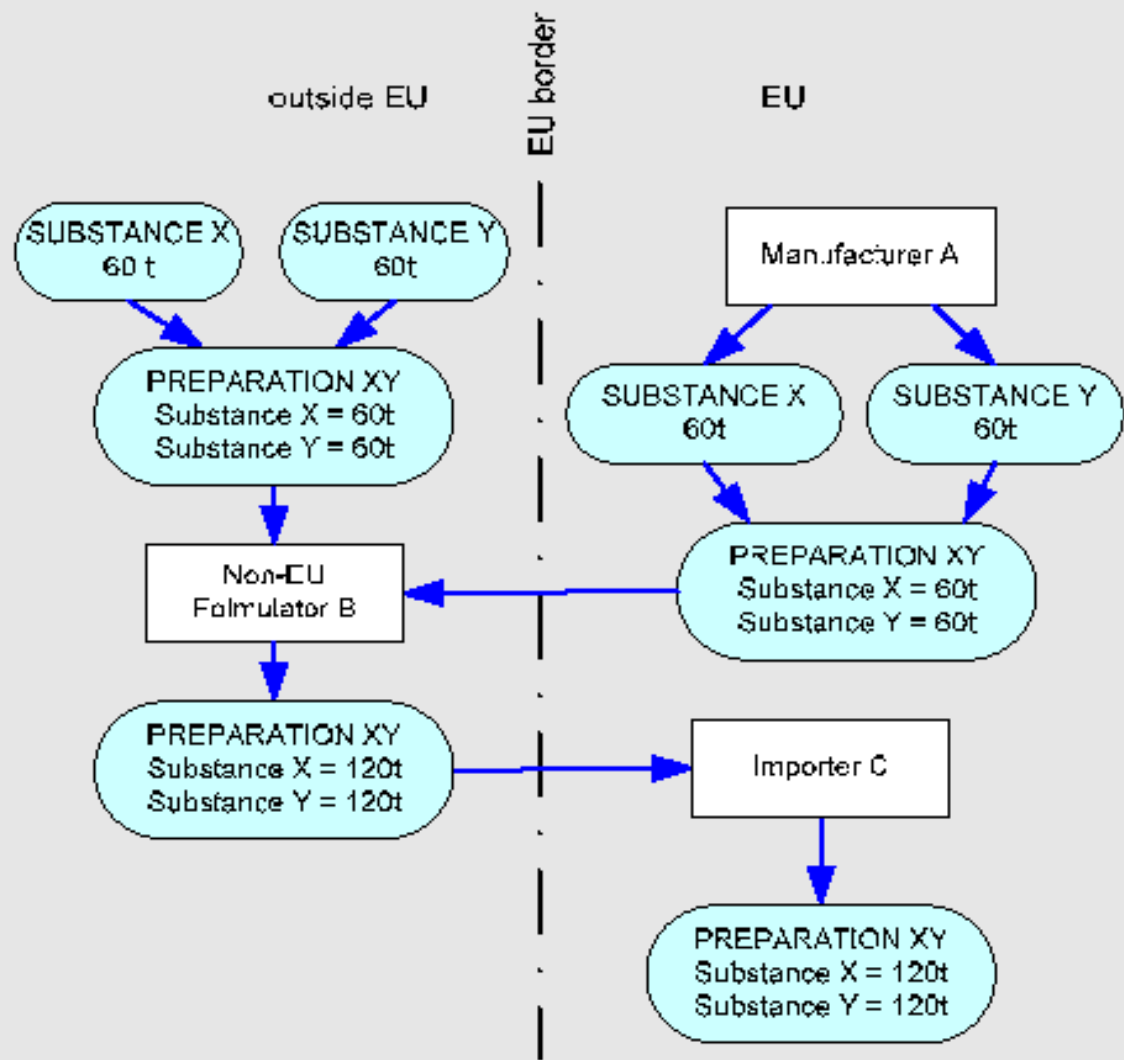 outside EU
EU border
EU
SUBSTANCE X
60 t
SUBSTANCE Y
60t
Manufacturer A
PREPARATION XY
Substance X = 60t
Substance Y = 60t
SUBSTANCE X
60t
SUBSTANCE Y
60t
Non-EU
Folmulator B
PREPARATION XY
Substance X = 60t
Substance Y = 60t
PREPARATION XY
Substance X = 120t
Substance Y = 120t
Importer C
PREPARATION XY
Substance X = 120t
Substance Y = 120t